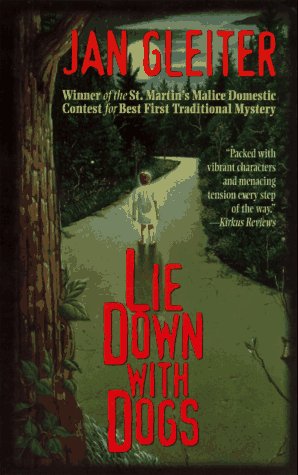 JAN GLEITER
Winner of the St. Martin's Malice Domestic
Contest for Best First Traditional Mystery
"Packed with
vibrant characters
and menacing
tension every step
of the way."
Kirkus Reviews
LIE
DOWN
WITH
DOGS